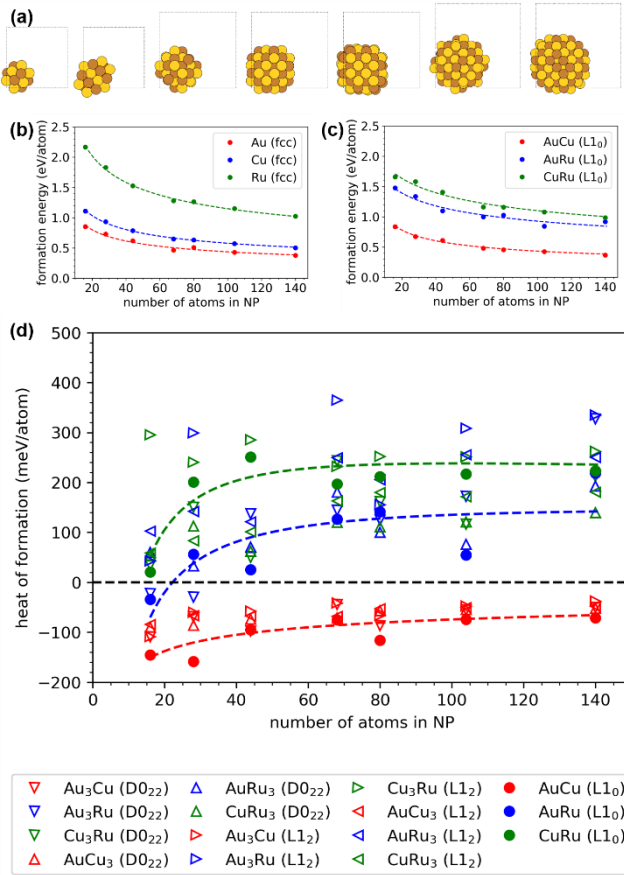 (a)
(b)
formation energy (eV/atom)
2.5
2.0
1.5
1.0
0.5
0.0
Au (fcc)
Cu (fcc)
Ru (fcc)
20 40 60 80 100 120 140
number of atoms in NP
(c)
formation energy (eV/atom)
2.5
2.0
1.5
1.0
0.5
0.0
AuCu (L1₀)
AuRu (L1₀)
CuRu (L1₀)
20 40 60 80 100 120 140
number of atoms in NP
(d)
heat of formation (meV/atom)
500
400
300
200
100
0
−100
−200
0 20 40 60 80 100 120 140
number of atoms in NP
Au₃Cu (D0₂₂)
Au₃Ru (D0₂₂)
Cu₃Ru (D0₂₂)
AuCu₃ (D0₂₂)
AuRu₃ (D0₂₂)
CuRu₃ (D0₂₂)
Au₃Cu (L1₂)
Au₃Ru (L1₂)
Cu₃Ru (L1₂)
AuCu₃ (L1₂)
AuRu₃ (L1₂)
CuRu₃ (L1₂)
AuCu (L1₀)
AuRu (L1₀)
CuRu (L1₀)